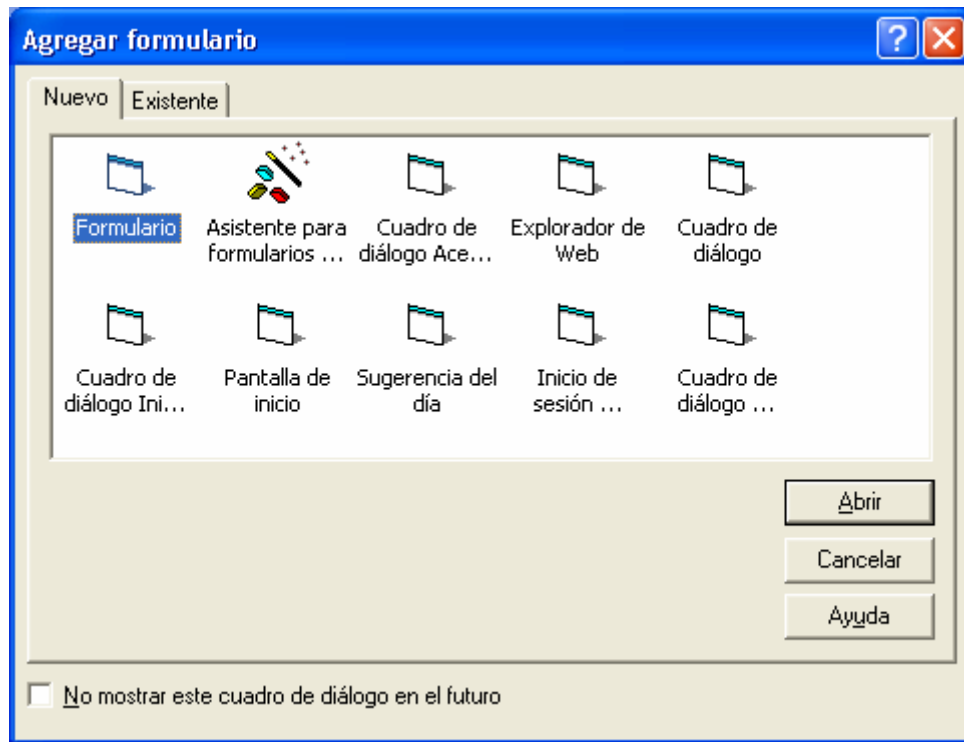 Agregar formulario
Nuevo Existente
Formulario
Asistente para
formularios ...
Cuadro de
diálogo Ace...
Explorador de
Web
Cuadro de
diálogo
Cuadro de
diálogo Ini...
Pantalla de
inicio
Sugerencia del
día
Inicio de
sesión ...
Cuadro de
diálogo ...
Abrir
Cancelar
Ayuda
No mostrar este cuadro de diálogo en el futuro